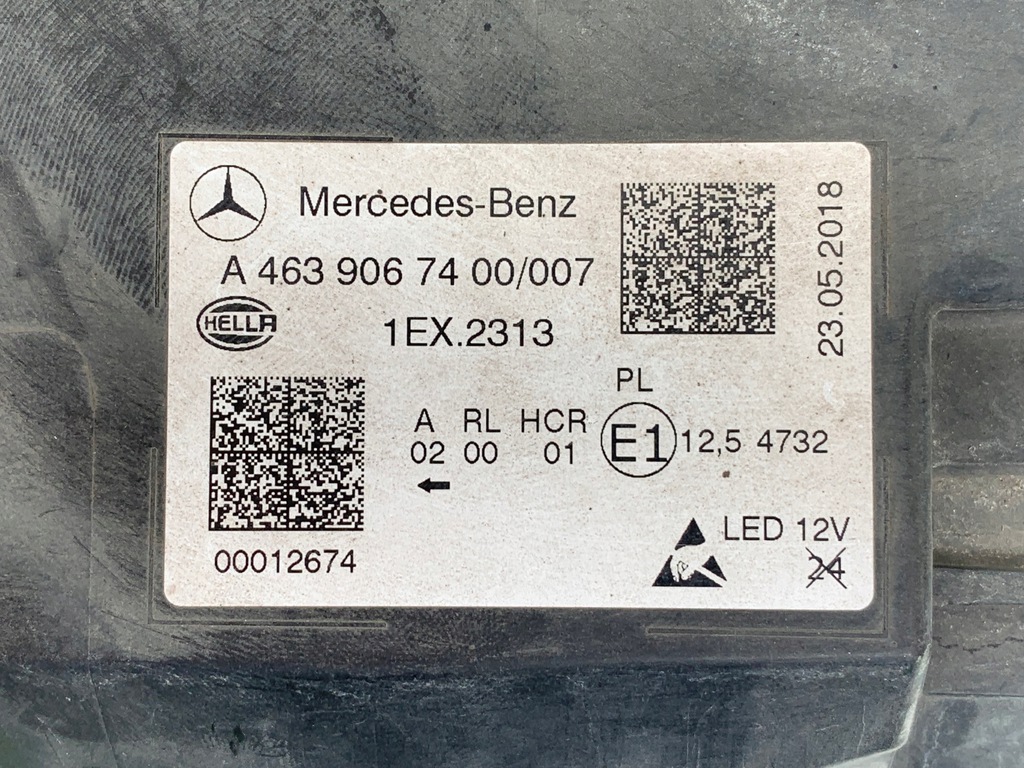 Mercedes-Benz
A 463 906 74 00/007
HELLA
1EX.2313
23.05.2018
PL
A RL HCR
02 00 01
E1 12,5 4732
00012674
LED 12V
24